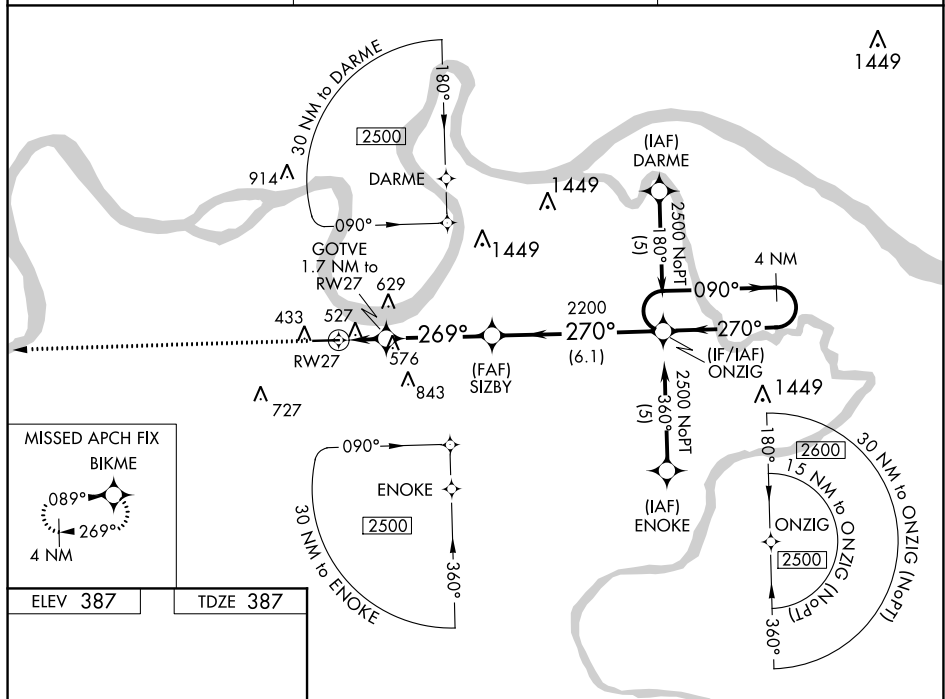 1449
30 NM to DARME
180°
2500
DARME
090°
914
(IAF)
DARME
1449
1449
2500 NoPT
180°
(5)
4 NM
090°
GOTVE
1.7 NM to
RW27
629
433
527
RW27
576
269°
(FAF)
SIZBY
2200
270°
(6.1)
270°
(IF/IAF)
ONZIG
843
727
1449
2500 NoPT
360°
(5)
(IAF)
ENOKE
MISSED APCH FIX
BIKME
089°
269°
4 NM
090°
ENOKE
2500
360°
30 NM to ENOKE
180°
2600
30 NM to ONZIG (NoPT)
15 NM to ONZIG (NoPT)
ONZIG
2500
360°
ELEV 387
TDZE 387